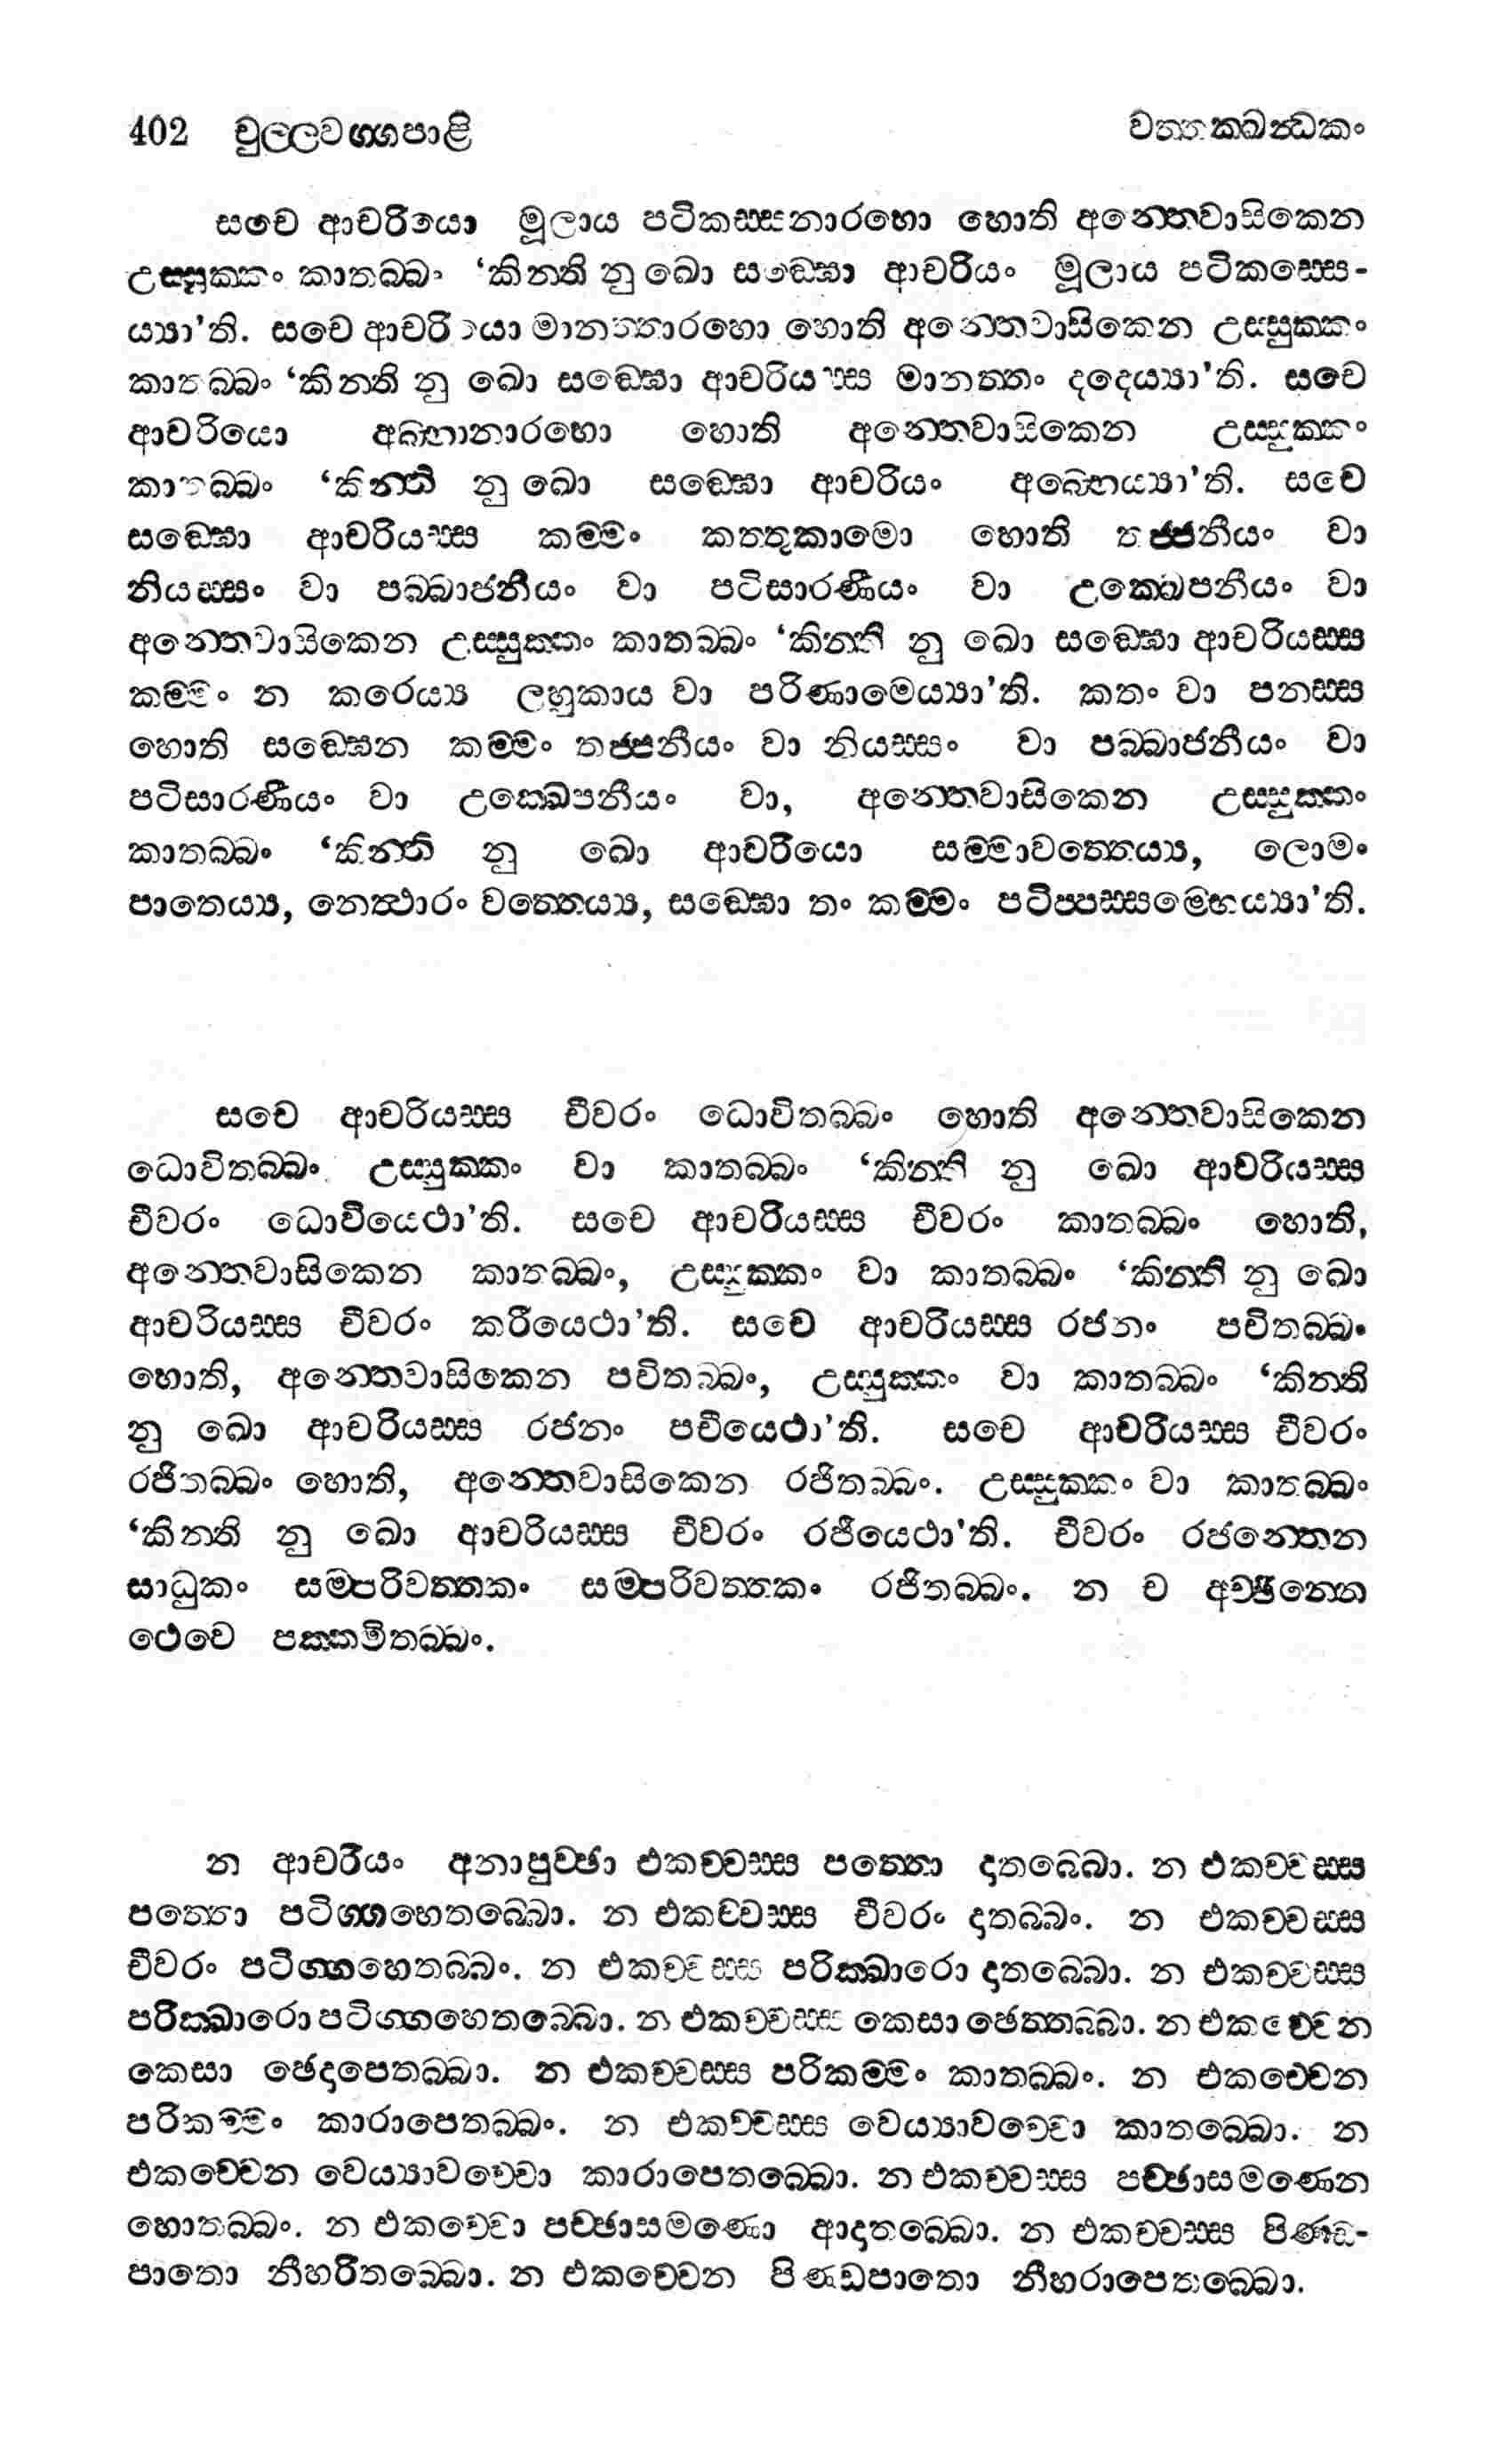 402 චුල්ලවග්ගපාළි වත්තක්ඛන්ධකං
සචෙ ආචරියො මූලාය පටිකස්සනාරහො හොති අන්තෙවාසිකෙන
උස්සුක්කං කාතබ්බං ‘කින්ති නු ඛො සඞ්ඝො ආචරියං මූලාය පටිකස්සෙ-
ය්‍යා’ති. සචෙ ආචරියො මානත්තාරහො හොති අන්තෙවාසිකෙන උස්සුක්කං
කාතබ්බං ‘කින්ති නු ඛො සඞ්ඝො ආචරියස්ස මානත්තං දදෙය්‍යා’ති. සචෙ
ආචරියො අබ්භානාරහො හොති අන්තෙවාසිකෙන උස්සුක්කං
කාතබ්බං ‘කින්ති නු ඛො සඞ්ඝො ආචරියං අබ්භෙය්‍යා’ති. සචෙ
සඞ්ඝො ආචරියස්ස කම්මං කත්තුකාමො හොති තජ්ජනීයං වා
නියස්සං වා පබ්බාජනීයං වා පටිසාරණීයං වා උක්ඛෙපනීයං වා
අන්තෙවාසිකෙන උස්සුක්කං කාතබ්බං ‘කින්ති නු ඛො සඞ්ඝො ආචරියස්ස
කම්මං න කරෙය්‍ය ලහුකාය වා පරිණාමෙය්‍යා’ති. කතං වා පනස්ස
හොති සඞ්ඝෙන කම්මං තජ්ජනීයං වා නියස්සං වා පබ්බාජනීයං වා
පටිසාරණීයං වා උක්ඛෙපනීයං වා, අන්තෙවාසිකෙන උස්සුක්කං
කාතබ්බං ‘කින්ති නු ඛො ආචරියො සම්මාවත්තෙය්‍ය, ලොමං
පාතෙය්‍ය, නෙත්ථාරං වත්තෙය්‍ය, සඞ්ඝො තං කම්මං පටිප්පස්සම්භෙය්‍යා’ති.
සචෙ ආචරියස්ස චීවරං ධොවිතබ්බං හොති අන්තෙවාසිකෙන
ධොවිතබ්බං. උස්සුක්කං වා කාතබ්බං ‘කින්ති නු ඛො ආචරියස්ස
චීවරං ධොවීයෙථා’ති. සචෙ ආචරියස්ස චීවරං කාතබ්බං හොති,
අන්තෙවාසිකෙන කාතබ්බං, උස්සුක්කං වා කාතබ්බං ‘කින්ති නු ඛො
ආචරියස්ස චීවරං කරීයෙථා’ති. සචෙ ආචරියස්ස රජනං පචිතබ්බං
හොති, අන්තෙවාසිකෙන පචිතබ්බං, උස්සුක්කං වා කාතබ්බං ‘කින්ති
නු ඛො ආචරියස්ස රජනං පචීයෙථා’ති. සචෙ ආචරියස්ස චීවරං
රජිතබ්බං හොති, අන්තෙවාසිකෙන රජිතබ්බං. උස්සුක්කං වා කාතබ්බං
‘කින්ති නු ඛො ආචරියස්ස චීවරං රජීයෙථා’ති. චීවරං රජන්තෙන
සාධුකං සම්පරිවත්තකං සම්පරිවත්තකං රජිතබ්බං. න ච අච්ඡින්නෙ
ථෙවෙ පක්කමිතබ්බං.
න ආචරියං අනාපුච්ඡා එකච්චස්ස පත්තො දාතබ්බො. න එකච්චස්ස
පත්තො පටිග්ගහෙතබ්බො. න එකච්චස්ස චීවරං දාතබ්බං. න එකච්චස්ස
චීවරං පටිග්ගහෙතබ්බං. න එකච්චස්ස පරික්ඛාරො දාතබ්බො. න එකච්චස්ස
පරික්ඛාරො පටිග්ගහෙතබ්බො. න එකච්චස්ස කෙසා ඡෙත්තබ්බා. න එකච්චෙන
කෙසා ඡෙදාපෙතබ්බා. න එකච්චස්ස පරිකම්මං කාතබ්බං. න එකච්චෙන
පරිකම්මං කාරාපෙතබ්බං. න එකච්චස්ස වෙය්‍යාවච්චො කාතබ්බො. න
එකච්චෙන වෙය්‍යාවච්චො කාරාපෙතබ්බො. න එකච්චස්ස පච්ඡාසමණෙන
හොතබ්බං. න එකච්චො පච්ඡාසමණො ආදාතබ්බො. න එකච්චස්ස පිණ්ඩ-
පාතො නීහරිතබ්බො. න එකච්චෙන පිණ්ඩපාතො නීහරාපෙතබ්බො.